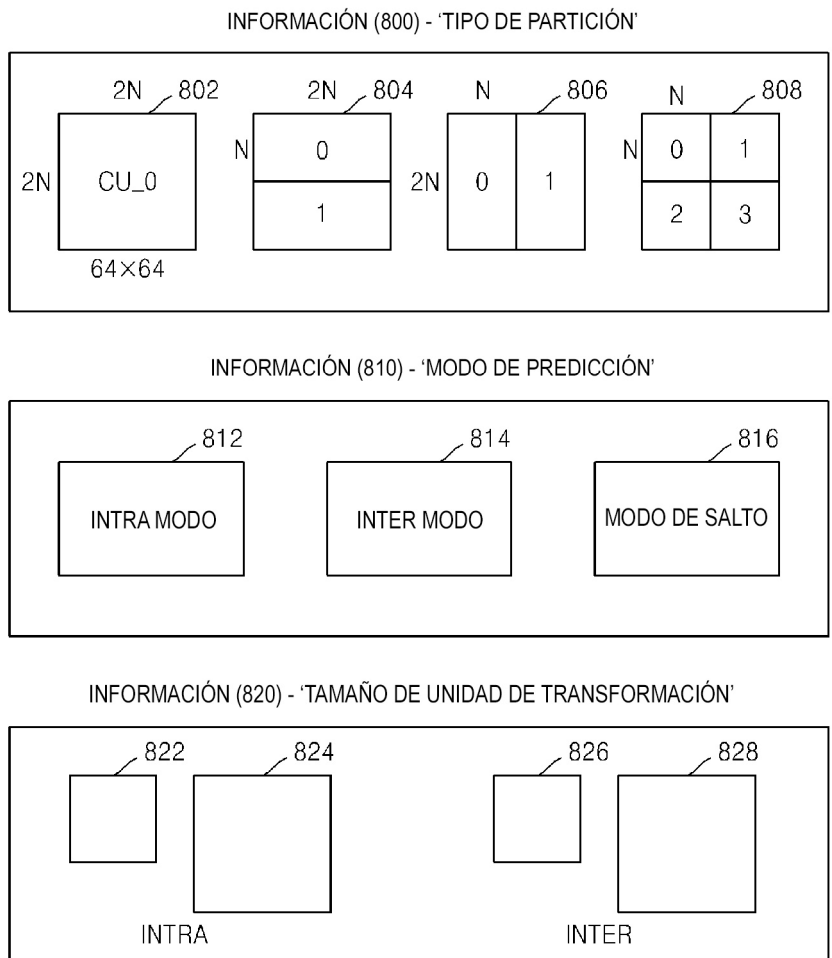 INFORMACIÓN (800) - ‘TIPO DE PARTICIÓN’
2N 802 2N 804 N 806 N 808
2N CU_0 N 0 2N 0 1 N 0 1
1 2 3
64×64
INFORMACIÓN (810) - ‘MODO DE PREDICCIÓN’
812 814 816
INTRA MODO INTER MODO MODO DE SALTO
INFORMACIÓN (820) - ‘TAMAÑO DE UNIDAD DE TRANSFORMACIÓN’
822 824 826 828
INTRA INTER